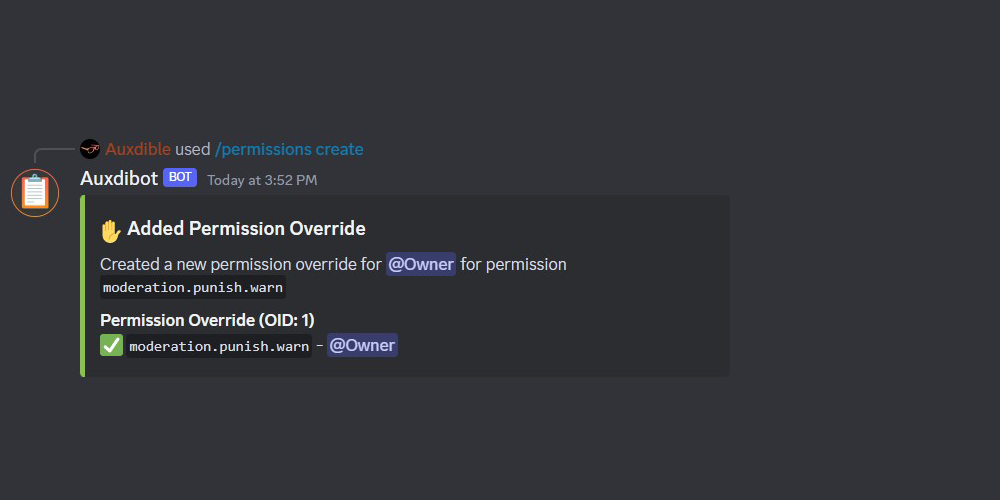 Auxdible used /permissions create
Auxdibot BOT Today at 3:52 PM
✋ Added Permission Override
Created a new permission override for @Owner for permission
moderation.punish.warn
Permission Override (OID: 1)
✅ moderation.punish.warn - @Owner